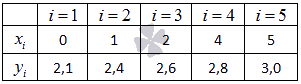 i = 1 i = 2 i = 3 i = 4 i = 5
xᵢ 0 1 2 4 5
yᵢ 2,1 2,4 2,6 2,8 3,0